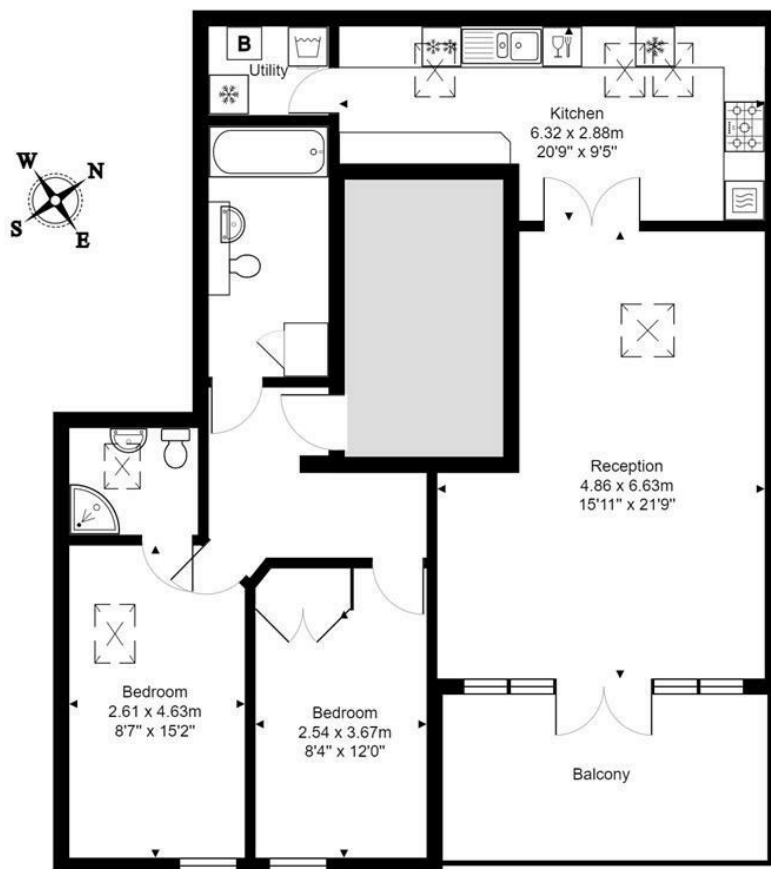 B
Utility
Kitchen
6.32 x 2.88m
20'9" x 9'5"
W
N
S
E
Reception
4.86 x 6.63m
15'11" x 21'9"
Bedroom
2.61 x 4.63m
8'7" x 15'2"
Bedroom
2.54 x 3.67m
8'4" x 12'0"
Balcony